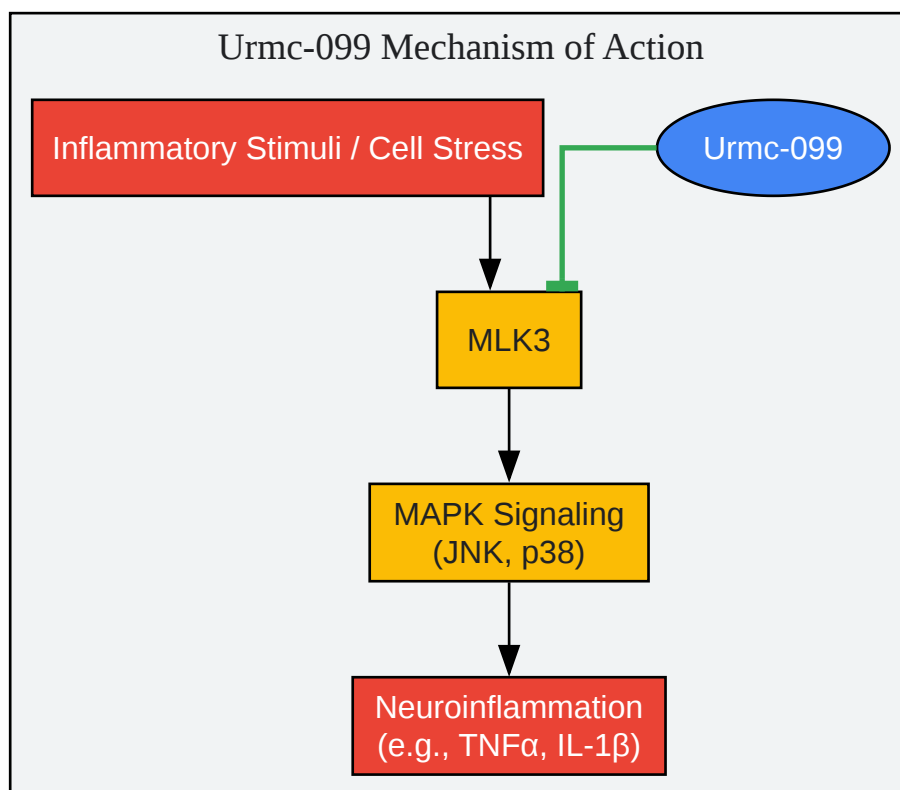 Urmc-099 Mechanism of Action
Inflammatory Stimuli / Cell Stress
Urmc-099
MLK3
MAPK Signaling
(JNK, p38)
Neuroinflammation
(e.g., TNFα, IL-1β)